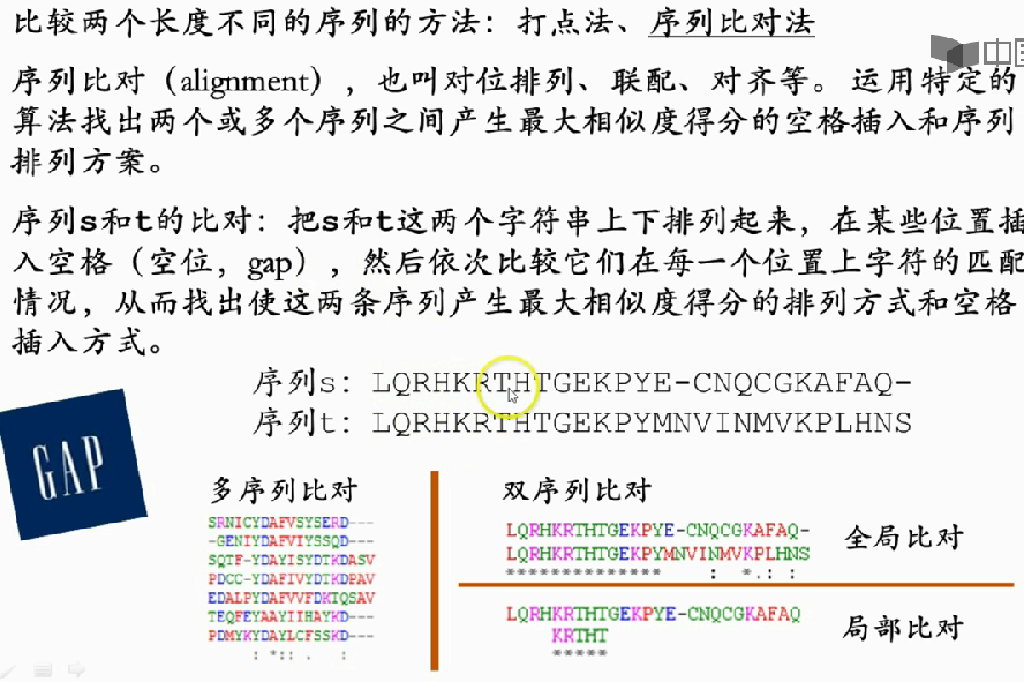 比较两个长度不同的序列的方法：打点法、序列比对法
中国
序列比对（alignment），也叫对位排列、联配、对齐等。运用特定的
算法找出两个或多个序列之间产生最大相似度得分的空格插入和序列
排列方案。
序列s和t的比对：把s和t这两个字符串上下排列起来，在某些位置插
入空格（空位，gap），然后依次比较它们在每一个位置上字符的匹配
情况，从而找出使这两条序列产生最大相似度得分的排列方式和空格
插入方式。
序列s: LQRHKRTHTGEKPYE-CNQCGKAFAQ-
序列t: LQRHKRTHTGEKPYMNVINMVKPLHNS
GAP
多序列比对
SRNICYDAFVSYSERD---
-GENIYDAFVIYSSQD---
SQTF-YDAYISYDTKDASV
PDCC-YDAFIVYDTKDPAV
EDALPYDAFVVFDKTQSAV
TEQFEYAAYIIHAYKD---
PDMYKYDAYLCFSSKD---
: *:: . :
双序列比对
LQRHKRTHTGEKPYE-CNQCGKAFAQ-
LQRHKRTHTGEKPYMNVINMVKPLHNS
************** : *.: :
全局比对
LQRHKRTHTGEKPYE-CNQCGKAFAQ
KRTHT
*****
局部比对